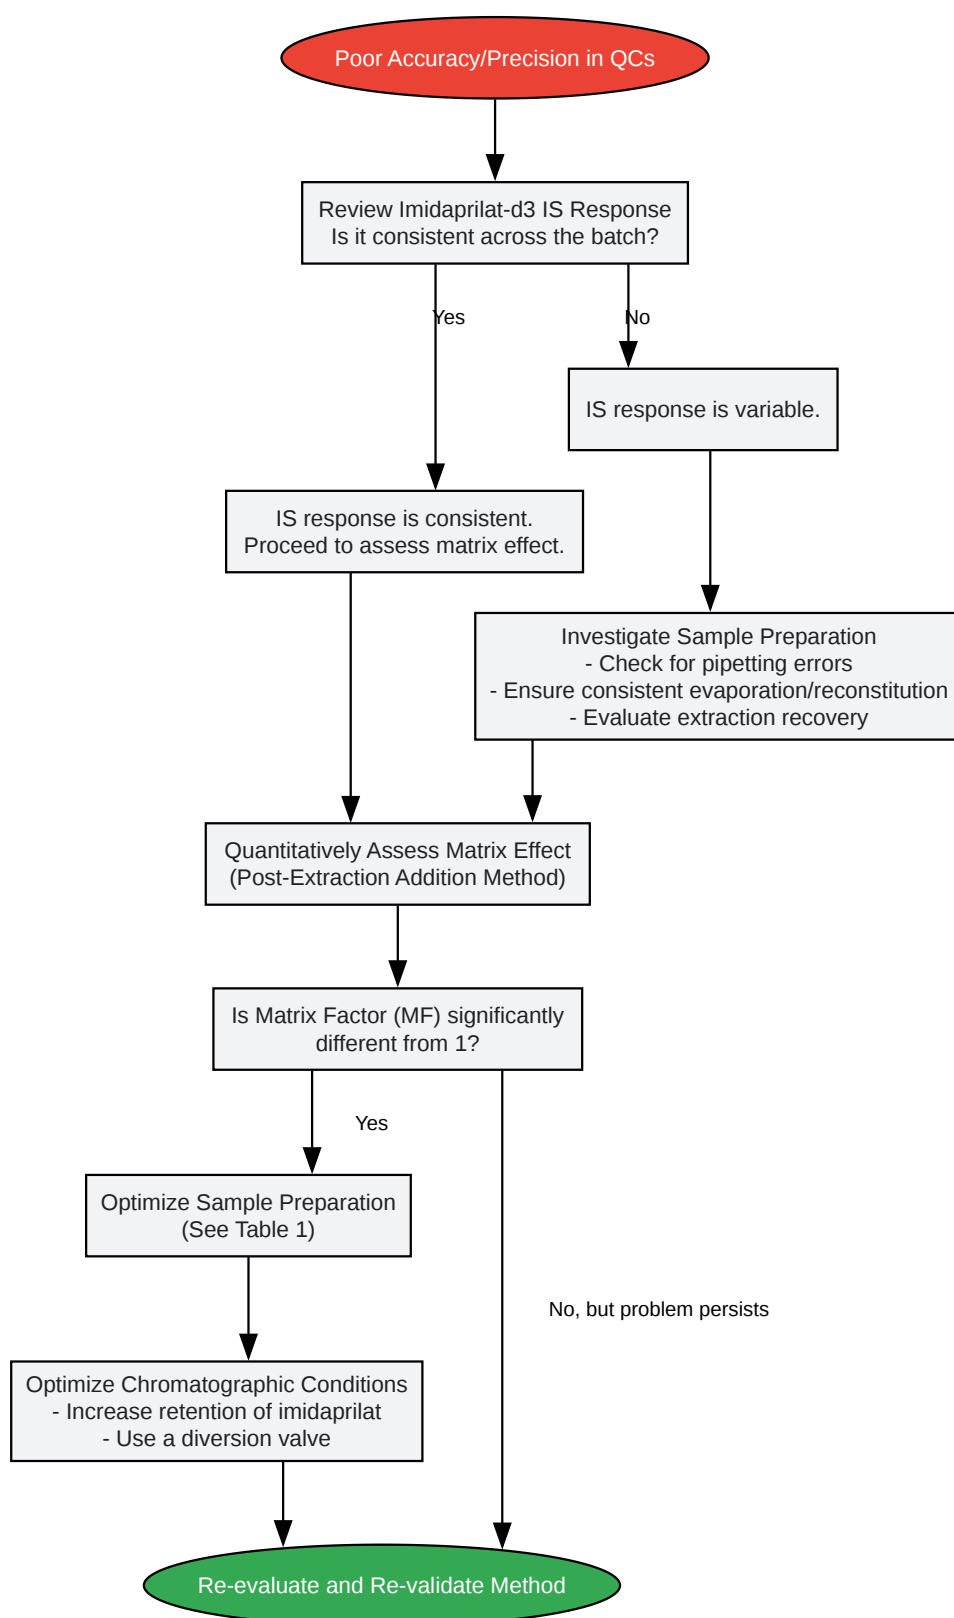 Poor Accuracy/Precision in QCs
Review Imidaprilat-d3 IS Response
Is it consistent across the batch?
Yes
No
IS response is variable.
IS response is consistent.
Proceed to assess matrix effect.
Investigate Sample Preparation
- Check for pipetting errors
- Ensure consistent evaporation/reconstitution
- Evaluate extraction recovery
Quantitatively Assess Matrix Effect
(Post-Extraction Addition Method)
Is Matrix Factor (MF) significantly
different from 1?
Yes
Optimize Sample Preparation
(See Table 1)
No, but problem persists
Optimize Chromatographic Conditions
- Increase retention of imidaprilat
- Use a diversion valve
Re-evaluate and Re-validate Method